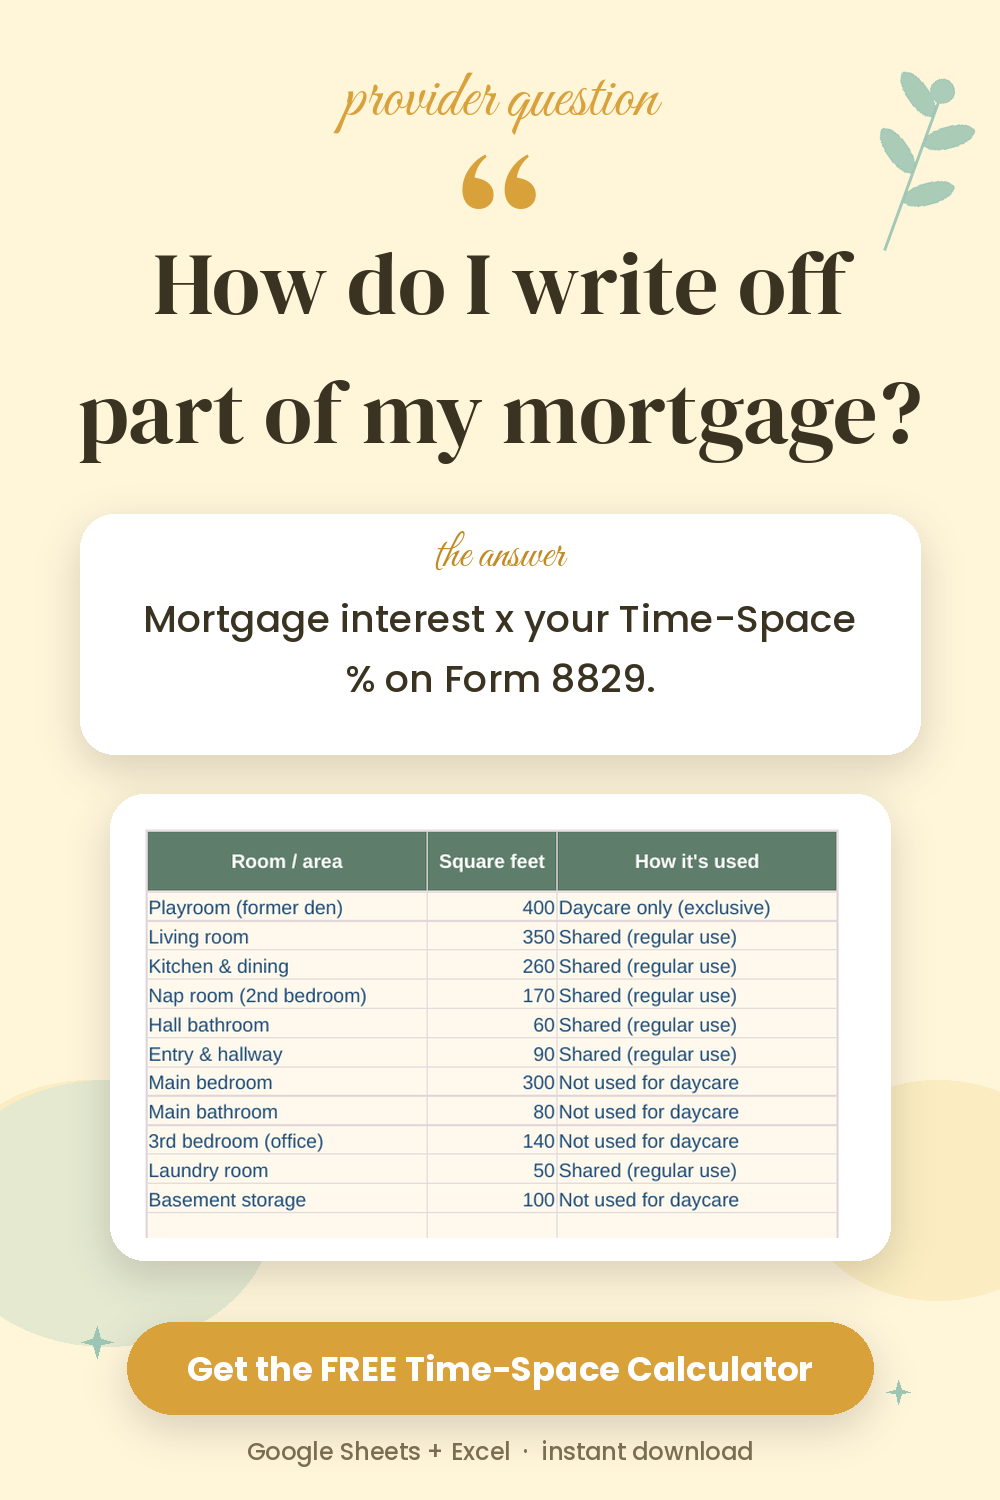 provider question
“
How do I write off
part of my mortgage?
the answer
Mortgage interest x your Time-Space
% on Form 8829.
Room / area Square feet How it's used
Playroom (former den) 400 Daycare only (exclusive)
Living room 350 Shared (regular use)
Kitchen & dining 260 Shared (regular use)
Nap room (2nd bedroom) 170 Shared (regular use)
Hall bathroom 60 Shared (regular use)
Entry & hallway 90 Shared (regular use)
Main bedroom 300 Not used for daycare
Main bathroom 80 Not used for daycare
3rd bedroom (office) 140 Not used for daycare
Laundry room 50 Shared (regular use)
Basement storage 100 Not used for daycare
Get the FREE Time-Space Calculator
Google Sheets + Excel · instant download